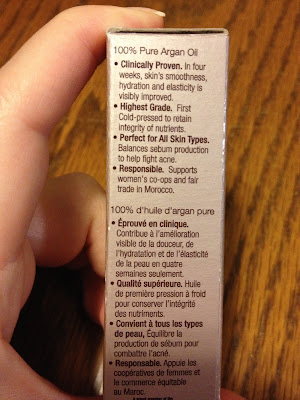 100% Pure Argan Oil
• Clinically Proven. In four
weeks, skin's smoothness,
hydration and elasticity is
visibly improved.
• Highest Grade. First
Cold-pressed to retain
integrity of nutrients.
• Perfect for All Skin Types.
Balances sebum production
to help fight acne.
• Responsible. Supports
women's co-ops and fair
trade in Morocco.
100% d'huile d'argan pure
• Éprouvé en clinique.
Contribue à l'amélioration
visible de la douceur, de
l'hydratation et de l'élasticité
de la peau en quatre
semaines seulement.
• Qualité supérieure. Huile
de première pression à froid
pour conserver l'intégrité
des nutriments.
• Convient à tous les types
de peau, Équilibre la
production de sébum pour
combattre l'acné.
• Responsable. Appuie les
coopératives de femmes et
le commerce équitable
au Maroc.